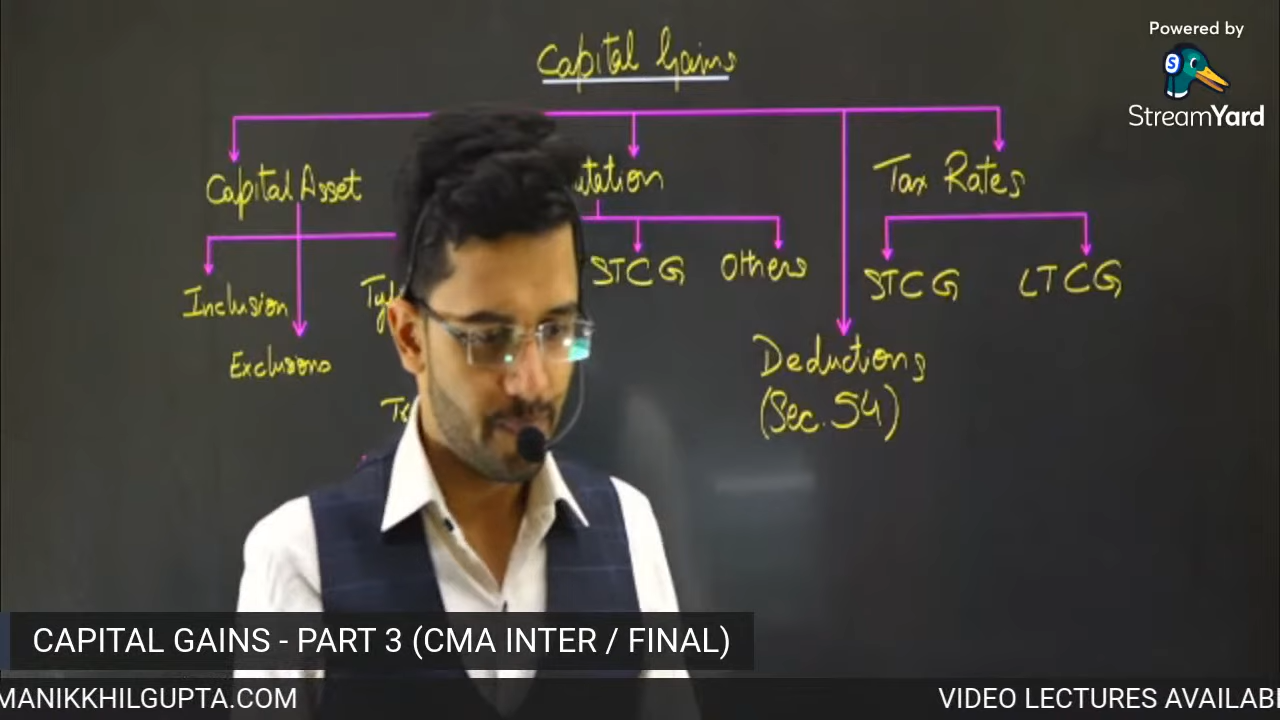 Powered by
StreamYard
Capital Gains
Capital Asset
Tax Rates
Inclusion
Exclusions
STCG
Others
STCG
LTCG
Deductions
(Sec. 54)
CAPITAL GAINS - PART 3 (CMA INTER / FINAL)
MANIKKHILGUPTA.COM
VIDEO LECTURES AVAILAB